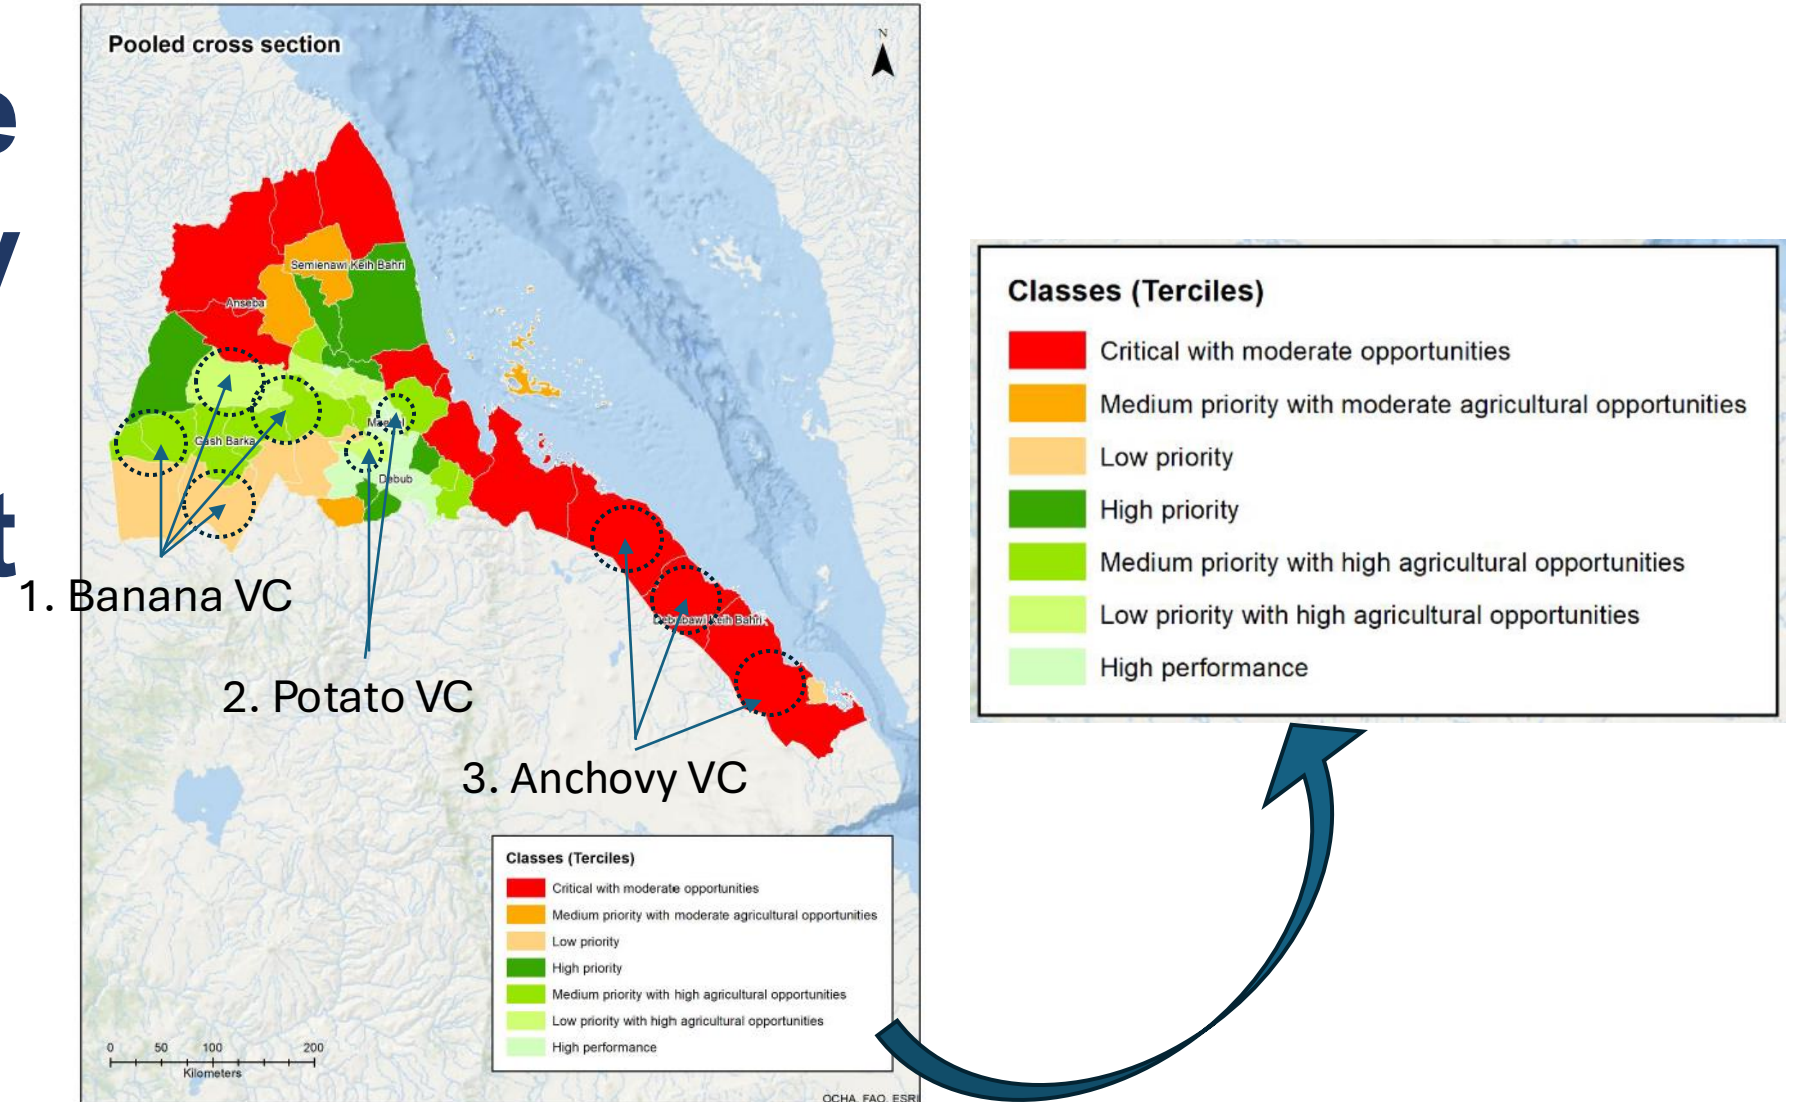 e
y
t
Pooled cross section
N
Semienawi Keih Bahri
Anseba
Gash Barka
Debub
Debubawi Keih Bahri
1. Banana VC
2. Potato VC
3. Anchovy VC
Classes (Terciles)
Critical with moderate opportunities
Medium priority with moderate agricultural opportunities
Low priority
High priority
Medium priority with high agricultural opportunities
Low priority with high agricultural opportunities
High performance
0 50 100 200
Kilometers
OCHA, FAO, ESRI
Classes (Terciles)
Critical with moderate opportunities
Medium priority with moderate agricultural opportunities
Low priority
High priority
Medium priority with high agricultural opportunities
Low priority with high agricultural opportunities
High performance